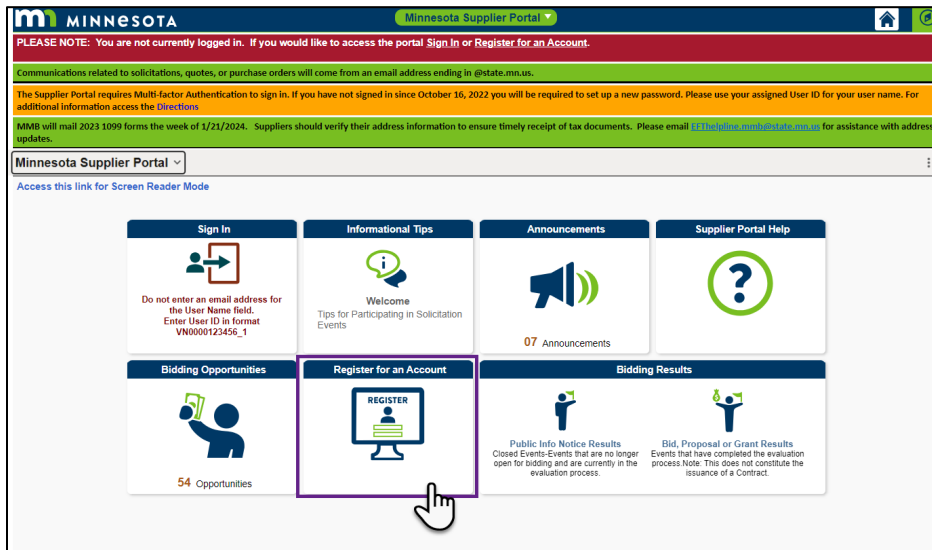 MINNESOTA
Minnesota Supplier Portal
PLEASE NOTE: You are not currently logged in. If you would like to access the portal Sign In or Register for an Account.
Communications related to solicitations, quotes, or purchase orders will come from an email address ending in @state.mn.us.
The Supplier Portal requires Multi-factor Authentication to sign in. If you have not signed in since October 16, 2022 you will be required to set up a new password. Please use your assigned User ID for your user name. For
additional information access the Directions
MMB will mail 2023 1099 forms the week of 1/21/2024. Suppliers should verify their address information to ensure timely receipt of tax documents. Please email EFThelpline.mmb@state.mn.us for assistance with address
updates.
Minnesota Supplier Portal
Access this link for Screen Reader Mode
Sign In
Do not enter an email address for
the User Name field.
Enter User ID in format
VN0000123456_1
Informational Tips
Welcome
Tips for Participating in Solicitation
Events
Announcements
07 Announcements
Supplier Portal Help
?
Bidding Opportunities
54 Opportunities
Register for an Account
REGISTER
Bidding Results
Public Info Notice Results
Closed Events-Events that are no longer
open for bidding and are currently in the
evaluation process.
Bid, Proposal or Grant Results
Events that have completed the evaluation
process.Note: This does not constitute the
issuance of a Contract.